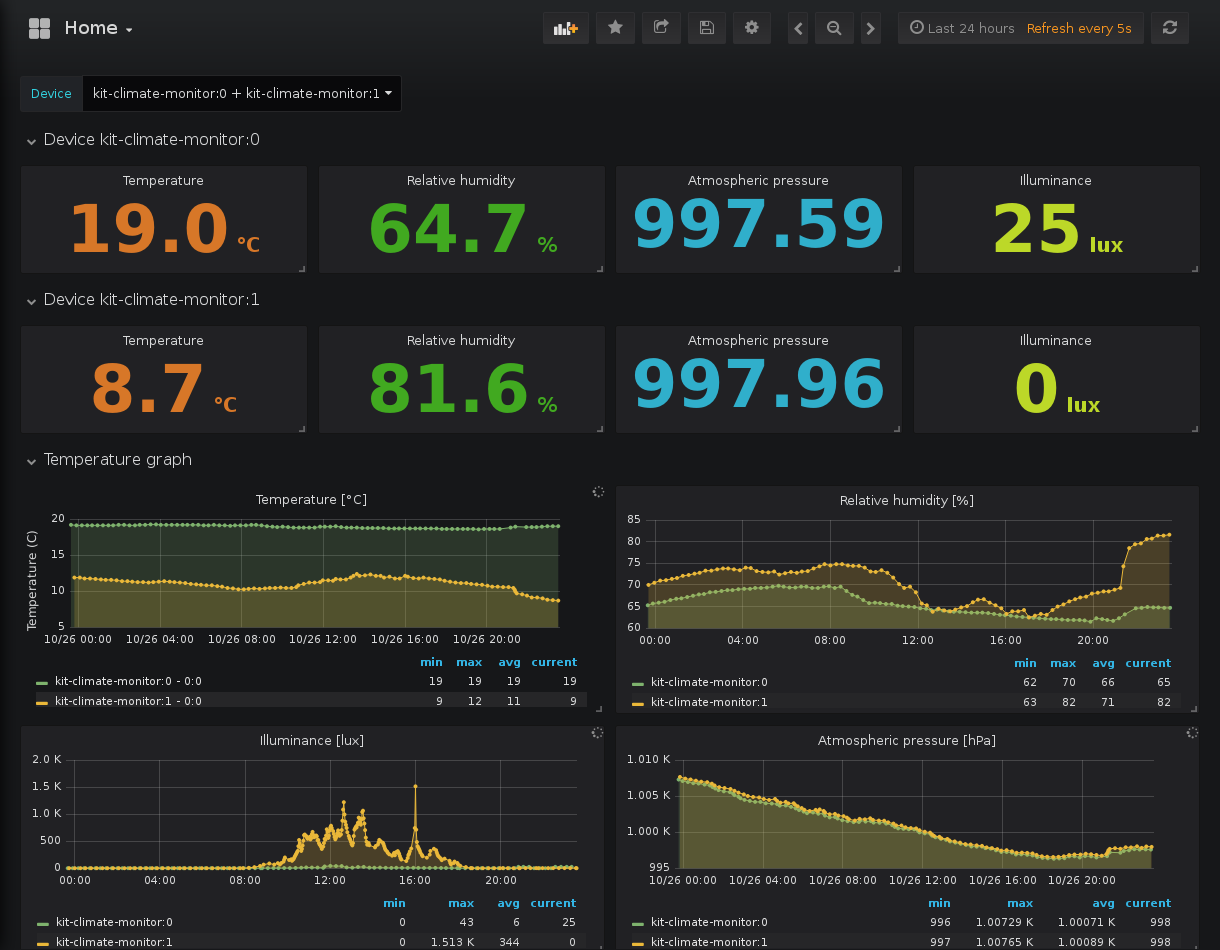 Home
Last 24 hours Refresh every 5s
Device kit-climate-monitor:0 + kit-climate-monitor:1
Device kit-climate-monitor:0
Temperature Relative humidity Atmospheric pressure Illuminance
19.0 °C 64.7 % 997.59 25 lux
Device kit-climate-monitor:1
Temperature Relative humidity Atmospheric pressure Illuminance
8.7 °C 81.6 % 997.96 0 lux
Temperature graph
Temperature [°C]
Temperature (C)
20
15
10
5
10/26 00:00 10/26 04:00 10/26 08:00 10/26 12:00 10/26 16:00 10/26 20:00
min max avg current
kit-climate-monitor:0 - 0:0 19 19 19 19
kit-climate-monitor:1 - 0:0 9 12 11 9
Relative humidity [%]
85
80
75
70
65
60
00:00 04:00 08:00 12:00 16:00 20:00
min max avg current
kit-climate-monitor:0 62 70 66 65
kit-climate-monitor:1 63 82 71 82
Illuminance [lux]
2.0 K
1.5 K
1.0 K
500
0
00:00 04:00 08:00 12:00 16:00 20:00
min max avg current
kit-climate-monitor:0 0 43 6 25
kit-climate-monitor:1 0 1.513 K 344 0
Atmospheric pressure [hPa]
1.010 K
1.005 K
1.000 K
995
10/26 00:00 10/26 04:00 10/26 08:00 10/26 12:00 10/26 16:00 10/26 20:00
min max avg current
kit-climate-monitor:0 996 1.00729 K 1.00071 K 998
kit-climate-monitor:1 997 1.00765 K 1.00089 K 998